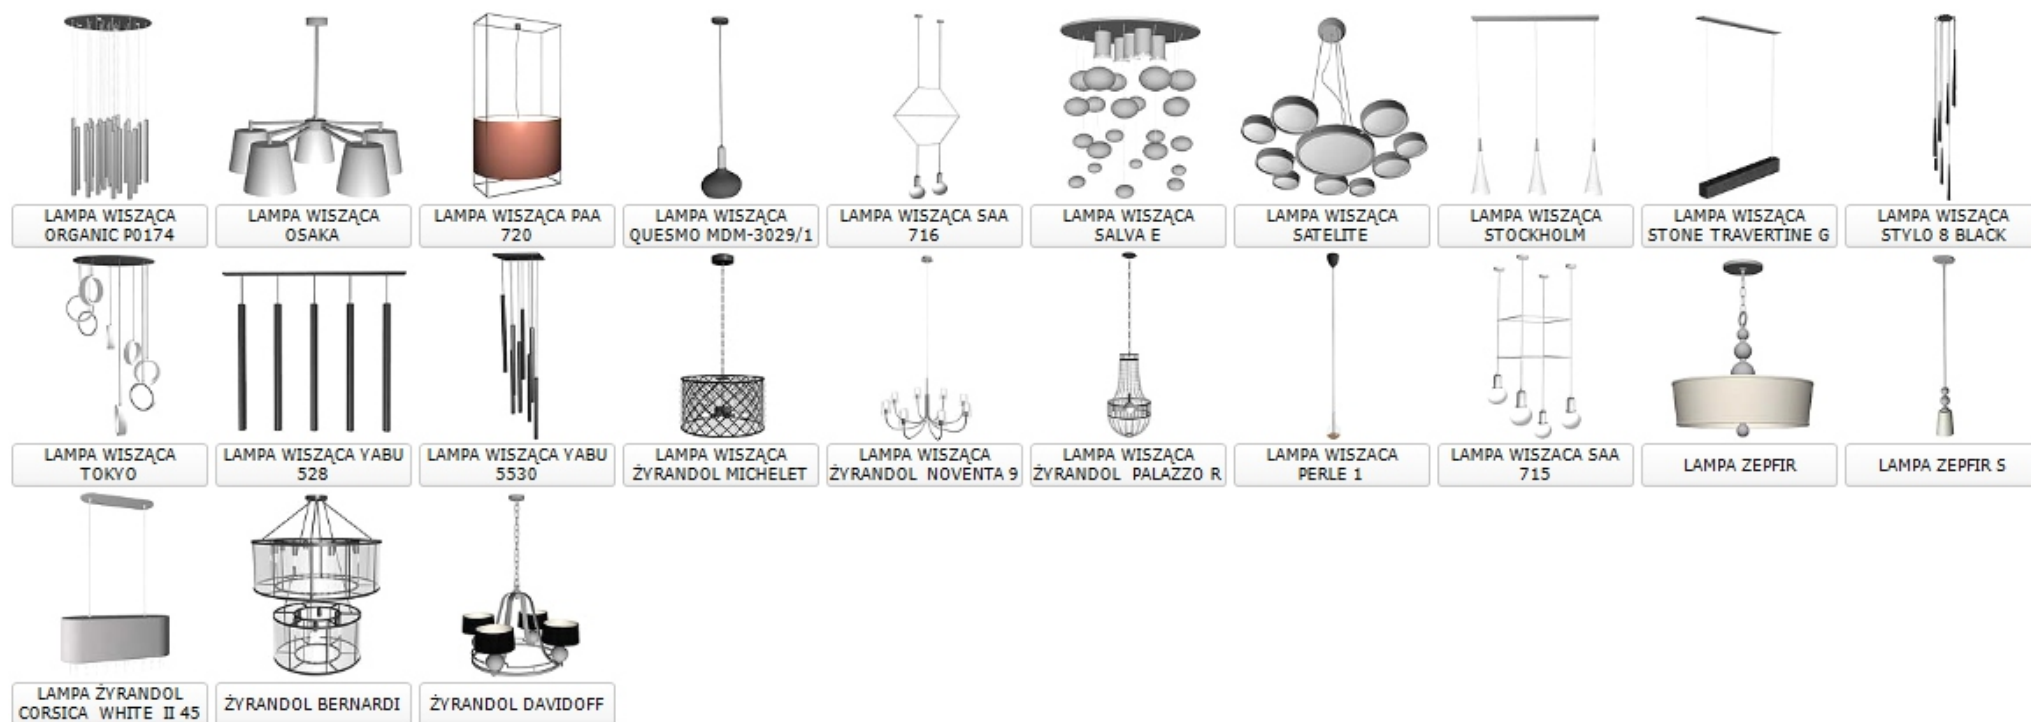 LAMPA WISZĄCA
ORGANIC P0174
LAMPA WISZĄCA
OSAKA
LAMPA WISZĄCA PAA
720
LAMPA WISZĄCA
QUESMO MDM-3029/1
LAMPA WISZĄCA SAA
716
LAMPA WISZĄCA
SALVA E
LAMPA WISZĄCA
SATELITE
LAMPA WISZĄCA
STOCKHOLM
LAMPA WISZĄCA
STONE TRAVERTINE G
LAMPA WISZĄCA
STYLO 8 BLACK
LAMPA WISZĄCA
TOKYO
LAMPA WISZĄCA YABU
528
LAMPA WISZĄCA YABU
5530
LAMPA WISZĄCA
ŻYRANDOL MICHELET
LAMPA WISZĄCA
ŻYRANDOL NOVENTA 9
LAMPA WISZĄCA
ŻYRANDOL PALAZZO R
LAMPA WISZACA
PERLE 1
LAMPA WISZACA SAA
715
LAMPA ZEPFIR
LAMPA ZEPFIR S
LAMPA ŻYRANDOL
CORSICA WHITE II 45
ŻYRANDOL BERNARDI
ŻYRANDOL DAVIDOFF